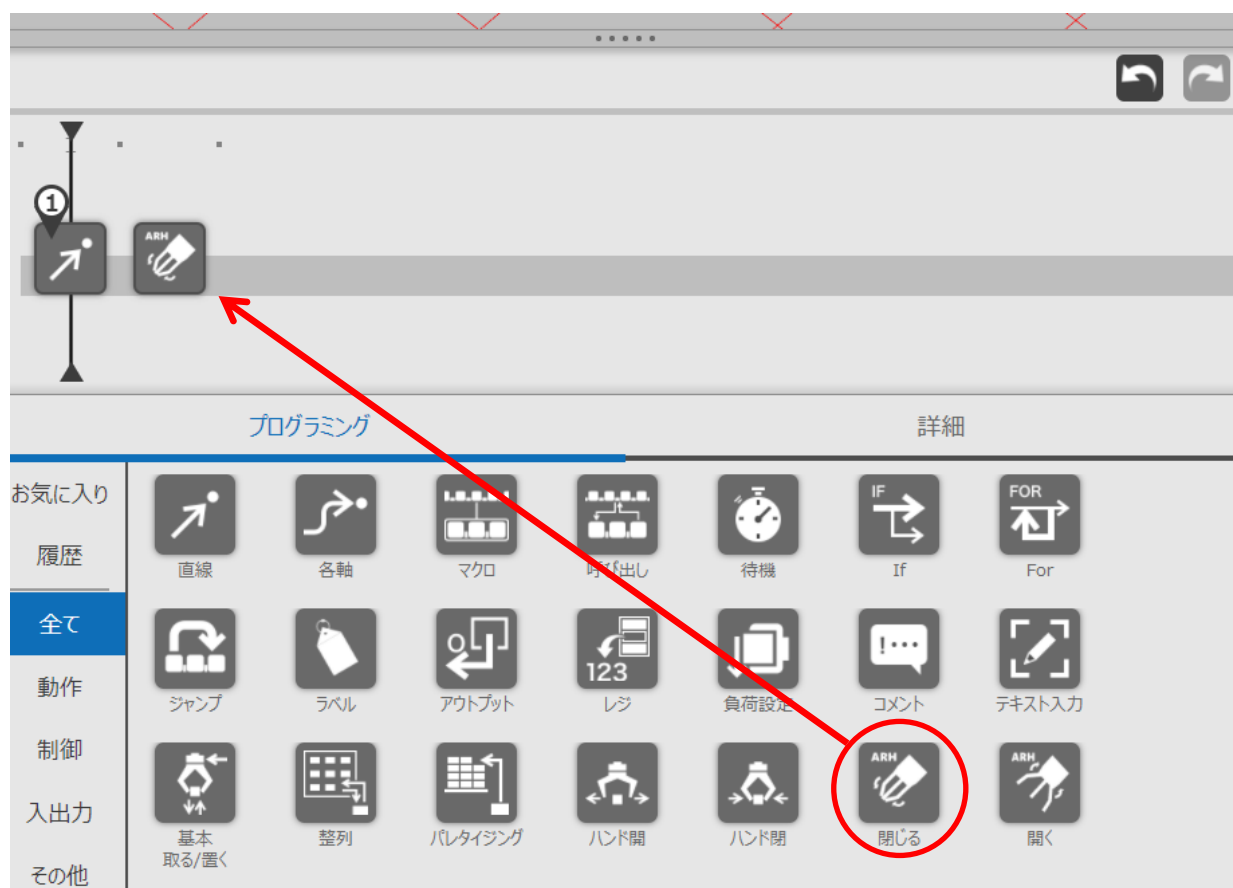 1
ARH
プログラミング
詳細
お気に入り
履歴
全て
動作
制御
入出力
その他
IF
FOR
直線
各軸
マクロ
呼び出し
待機
If
For
123
!…
ジャンプ
ラベル
アウトプット
レジ
負荷設定
コメント
テキスト入力
ARH
ARH
基本
取る/置く
整列
パレタイジング
ハンド開
ハンド閉
閉じる
開く